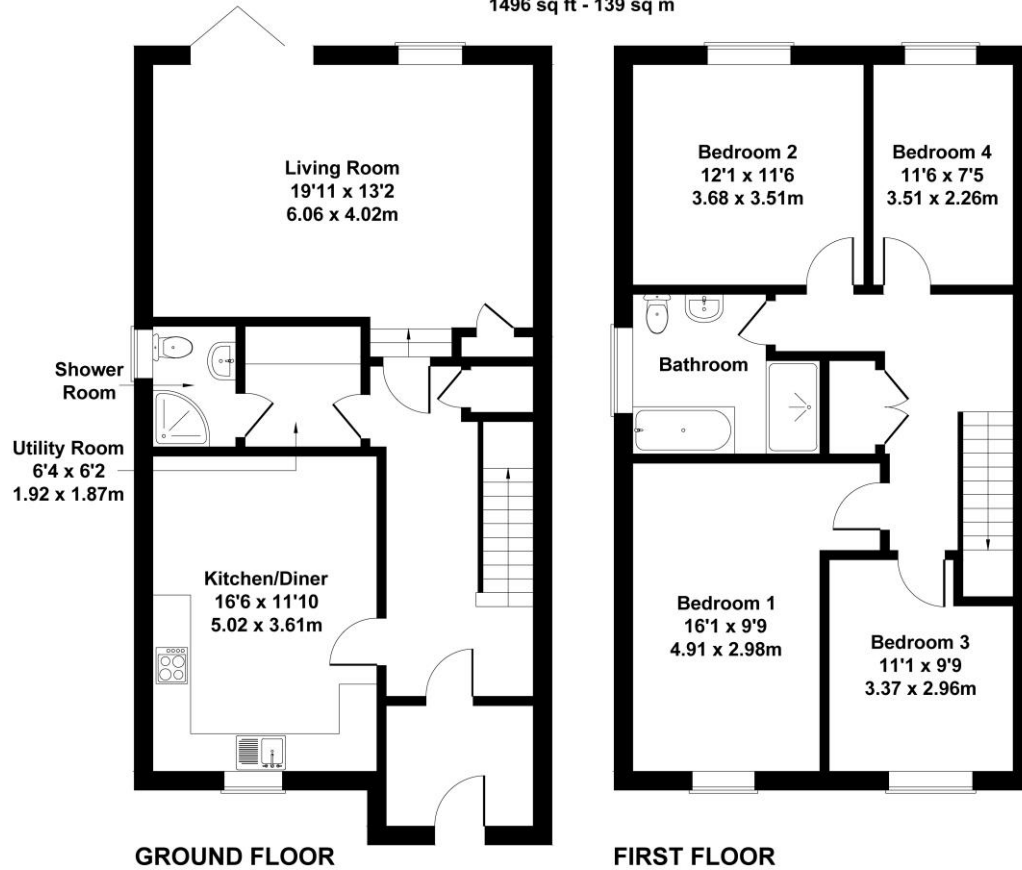 1496 sq ft - 139 sq m
Living Room
19'11 x 13'2
6.06 x 4.02m
Shower
Room
Utility Room
6'4 x 6'2
1.92 x 1.87m
Kitchen/Diner
16'6 x 11'10
5.02 x 3.61m
GROUND FLOOR
Bedroom 2
12'1 x 11'6
3.68 x 3.51m
Bedroom 4
11'6 x 7'5
3.51 x 2.26m
Bathroom
Bedroom 1
16'1 x 9'9
4.91 x 2.98m
Bedroom 3
11'1 x 9'9
3.37 x 2.96m
FIRST FLOOR